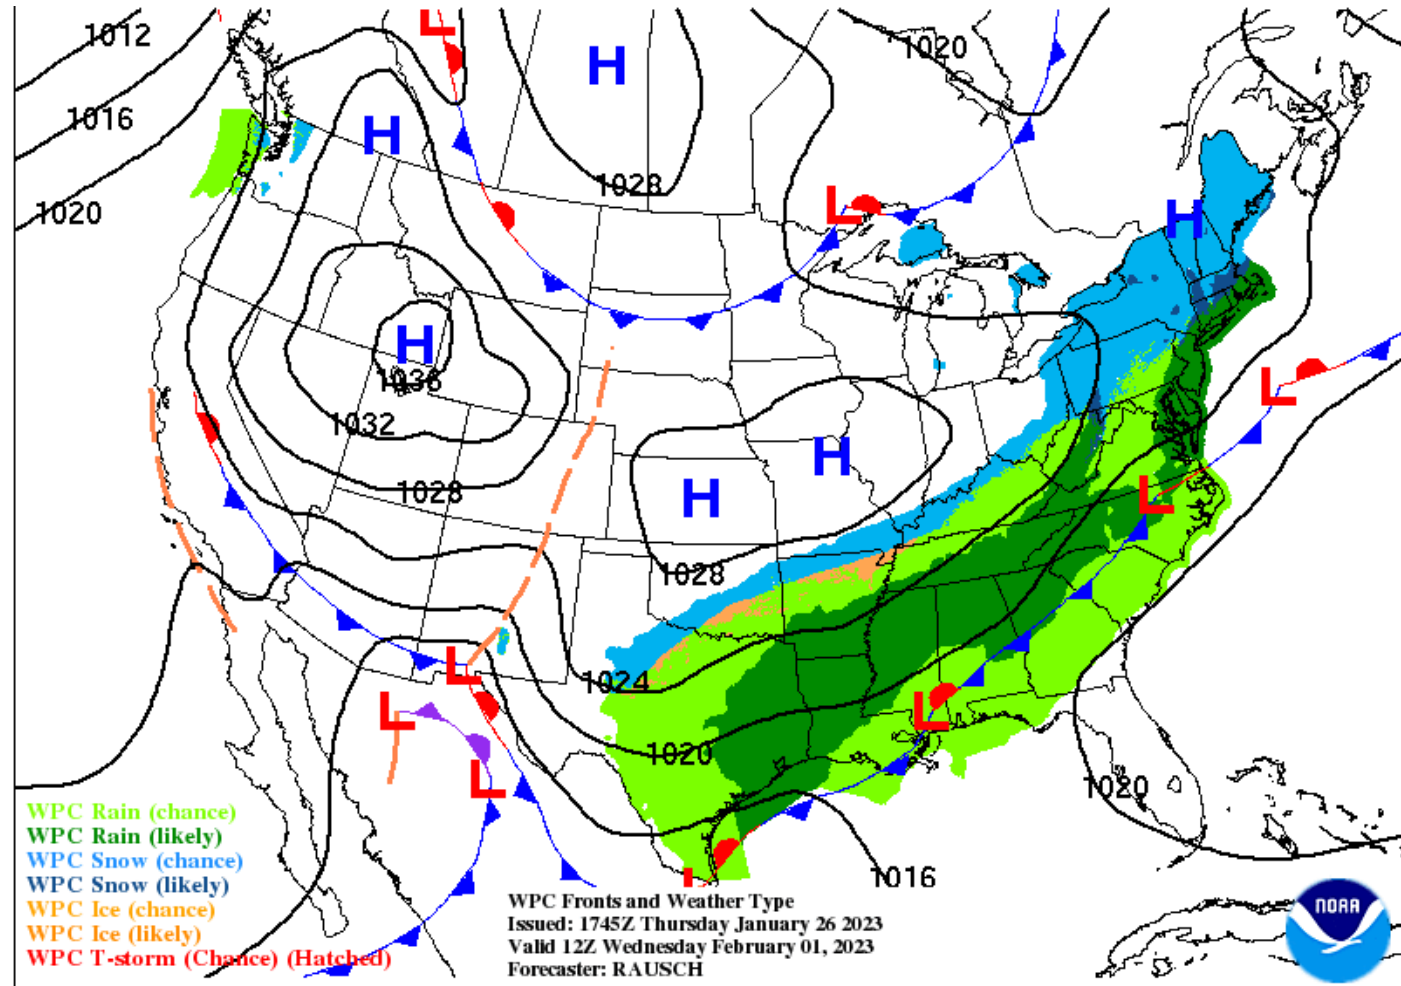 1012
1020
L
H
1016
H
1028
1020
L
H
H
1036
1032
L
H
H
1028
L
1028
L
1024
L
L
1020
L
1020
L
1016
WPC Rain (chance)
WPC Rain (likely)
WPC Snow (chance)
WPC Snow (likely)
WPC Ice (chance)
WPC Ice (likely)
WPC T-storm (Chance) (Hatched)
WPC Fronts and Weather Type
Issued: 1745Z Thursday January 26 2023
Valid 12Z Wednesday February 01, 2023
Forecaster: RAUSCH
NOAA